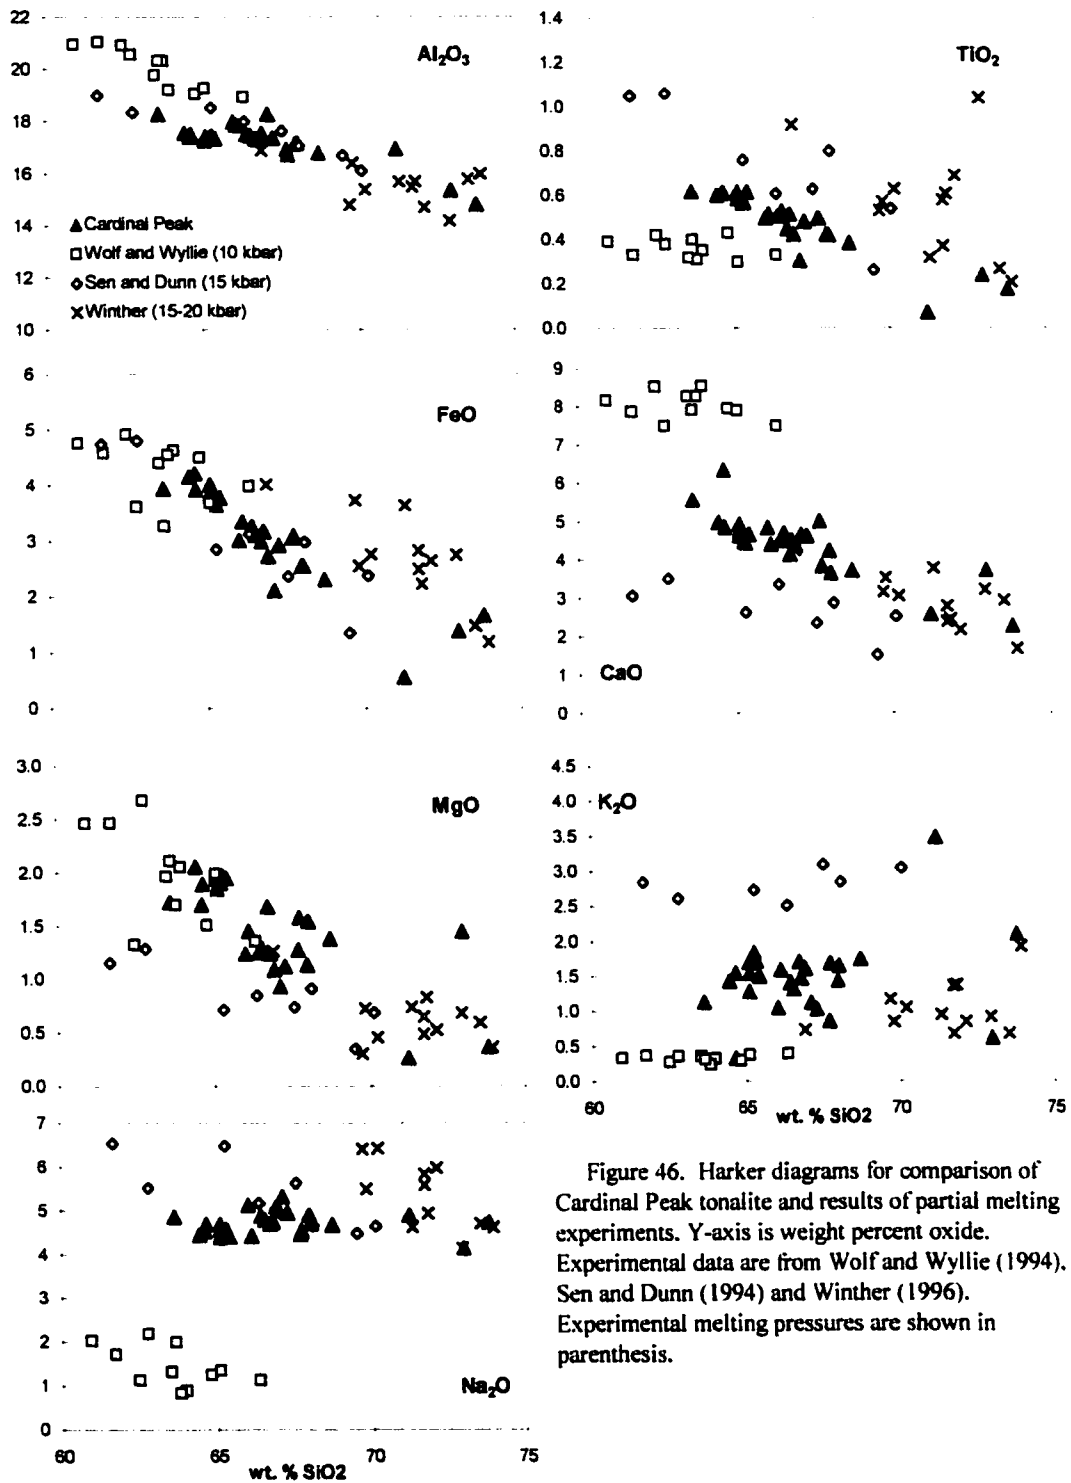 22
20
18
16
14
12
10
Al2O3
▲ Cardinal Peak
□ Wolf and Wyllie (10 kbar)
◇ Sen and Dunn (15 kbar)
× Winther (15-20 kbar)
1.4
1.2
1.0
0.8
0.6
0.4
0.2
0.0
TiO2
6
5
4
3
2
1
0
FeO
9
8
7
6
5
4
3
2
1
0
CaO
3.0
2.5
2.0
1.5
1.0
0.5
0.0
MgO
4.5
4.0
3.5
3.0
2.5
2.0
1.5
1.0
0.5
0.0
K2O
60 65 70 75
wt. % SiO2
7
6
5
4
3
2
1
0
Na2O
60 65 70 75
wt. % SiO2
Figure 46. Harker diagrams for comparison of
Cardinal Peak tonalite and results of partial melting
experiments. Y-axis is weight percent oxide.
Experimental data are from Wolf and Wyllie (1994),
Sen and Dunn (1994) and Winther (1996).
Experimental melting pressures are shown in
parenthesis.